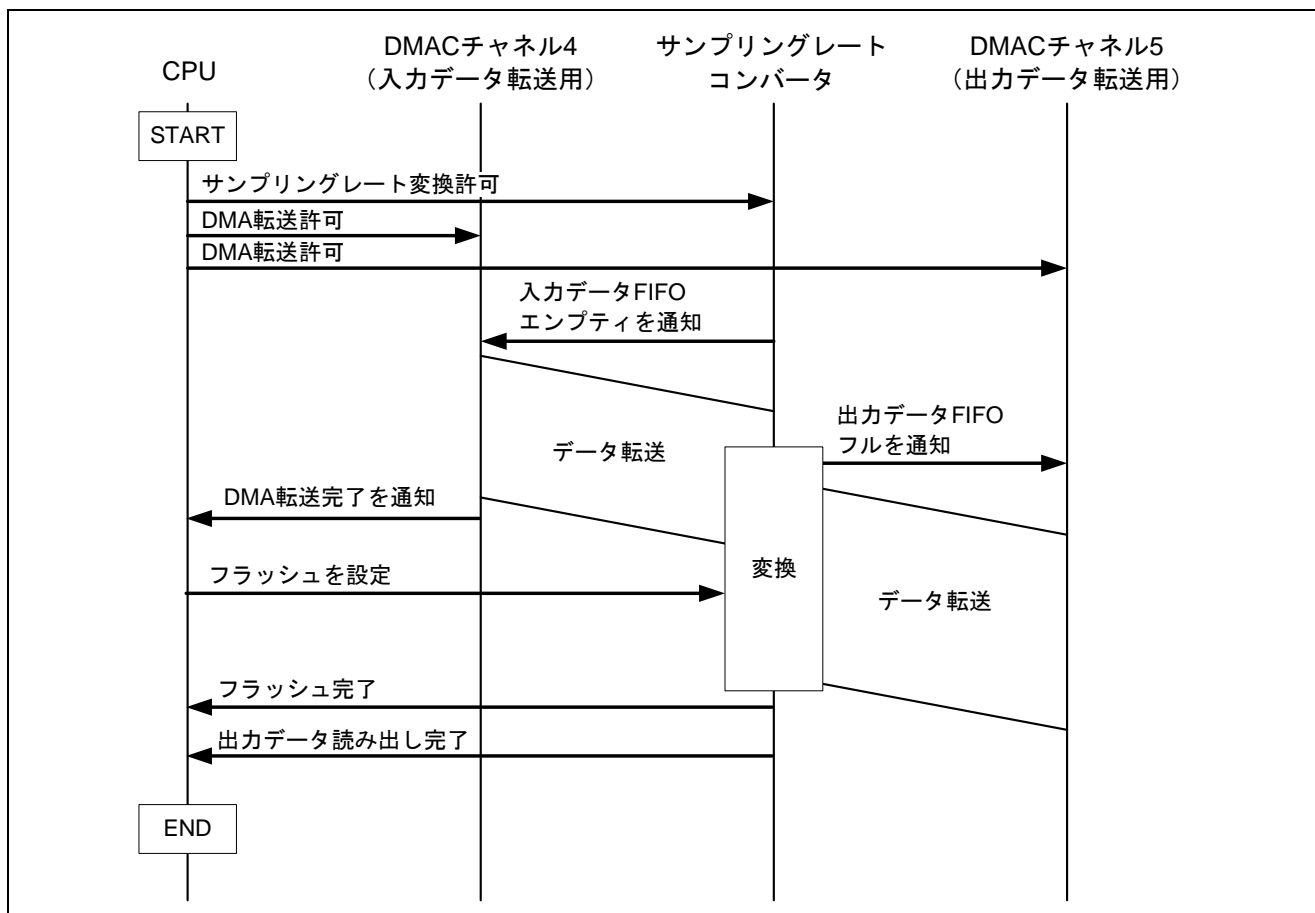 CPU
DMACチャネル4
（入力データ転送用）
サンプリングレート
コンバータ
DMACチャネル5
（出力データ転送用）
START
サンプリングレート変換許可
DMA転送許可
DMA転送許可
入力データFIFO
エンプティを通知
出力データFIFO
フルを通知
データ転送
DMA転送完了を通知
変換
フラッシュを設定
データ転送
フラッシュ完了
出力データ読み出し完了
END